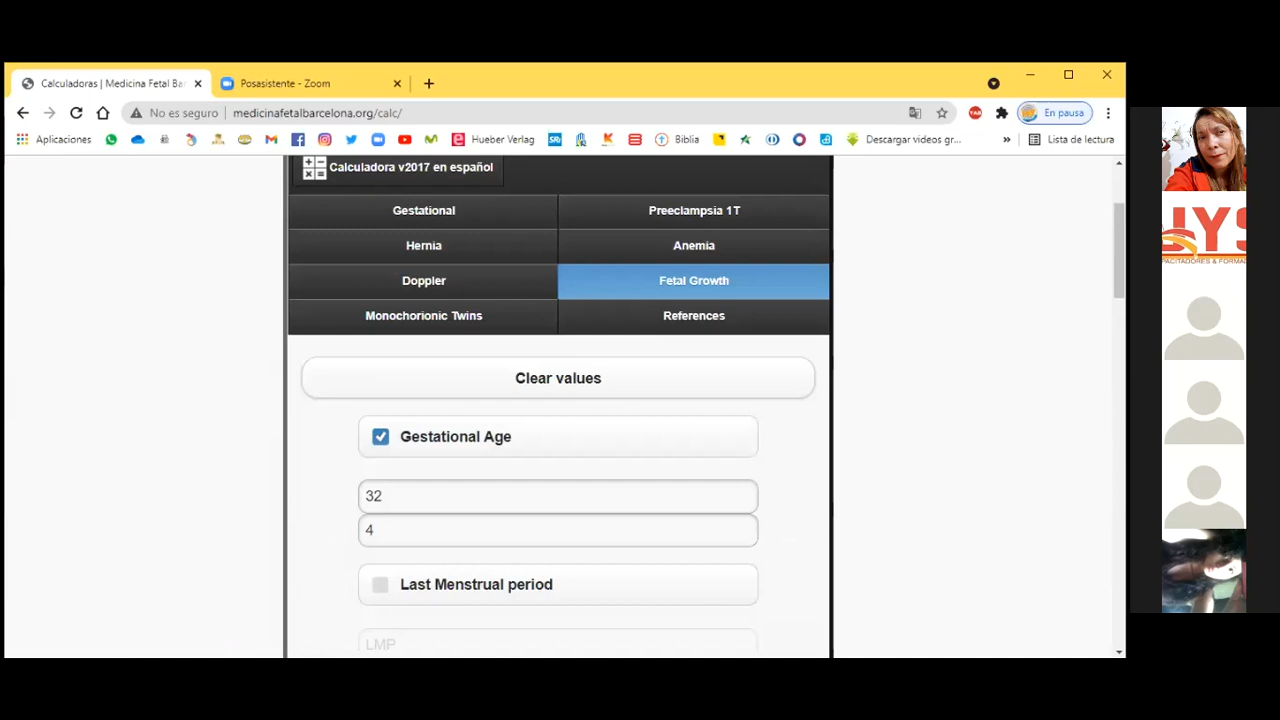 Calculadoras | Medicina Fetal Bar
Posasistente - Zoom
No es seguro
medicinafetalbarcelona.org/calc/
En pausa
Aplicaciones
Hueber Verlag
Biblia
Descargar videos gr...
»
Lista de lectura
Calculadora v2017 en español
Gestational
Preeclampsia 1T
Hernia
Anemia
Doppler
Fetal Growth
Monochorionic Twins
References
Clear values
Gestational Age
32
4
Last Menstrual period
LMP